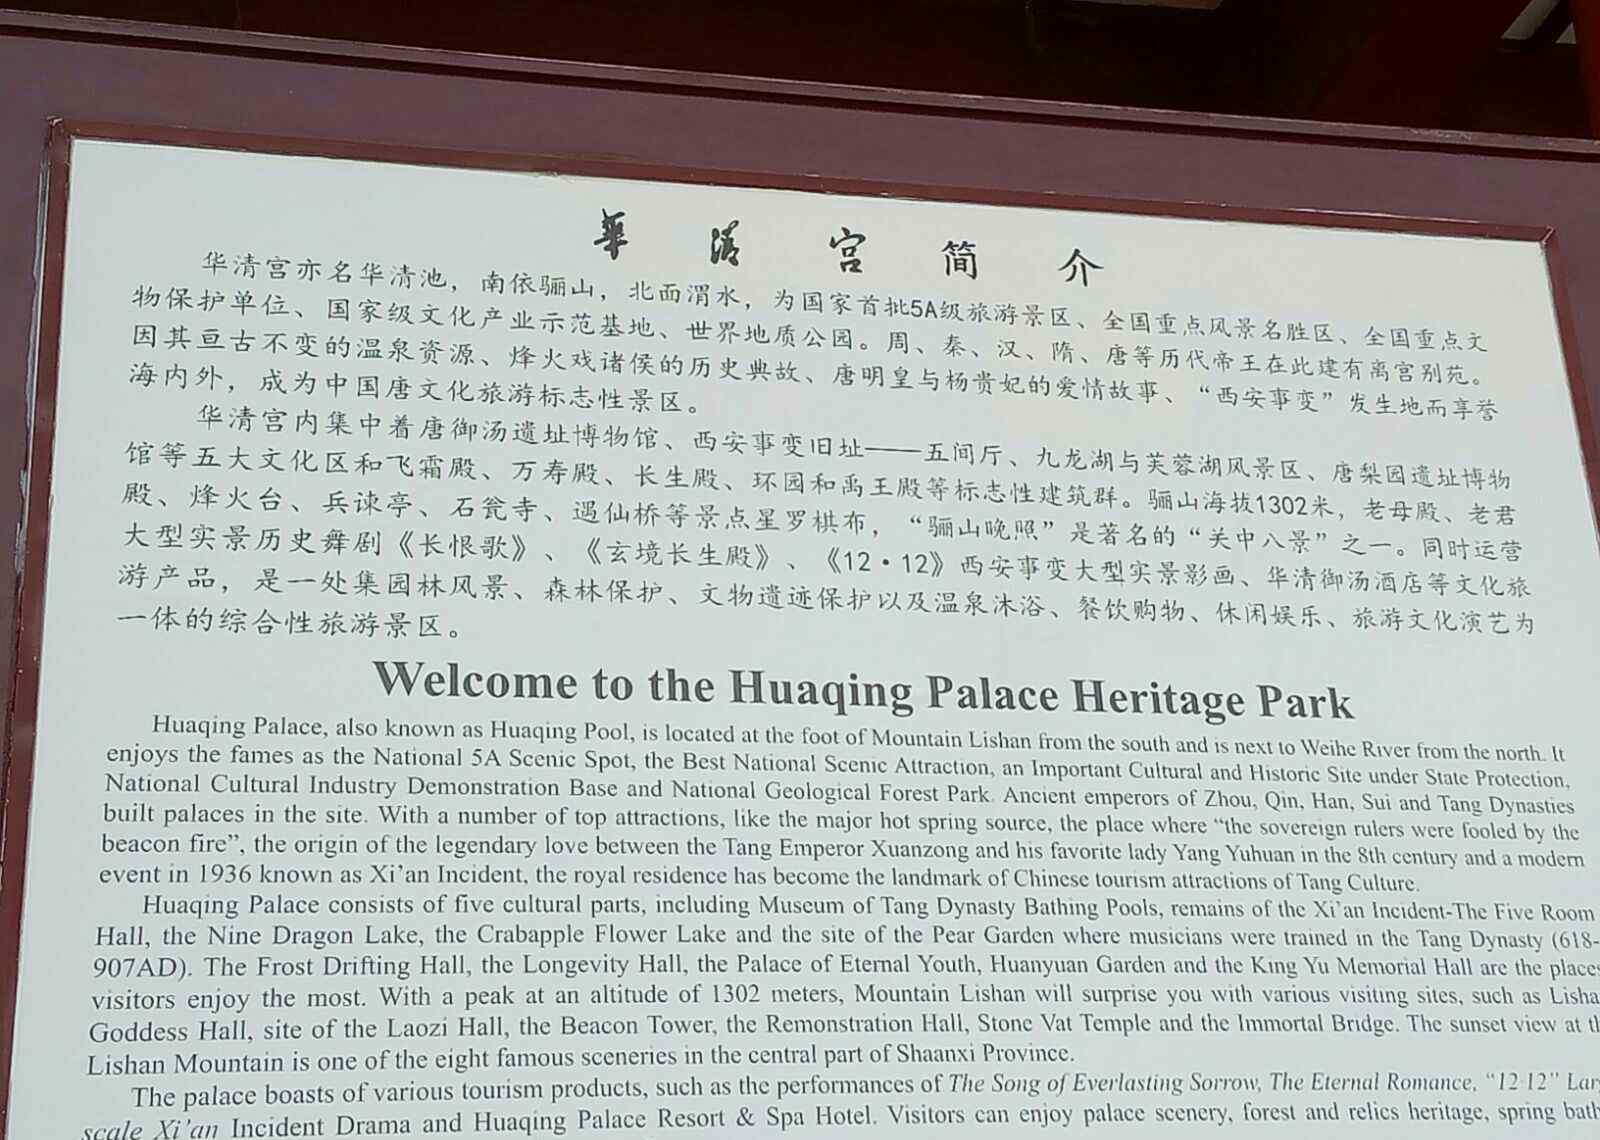 華清宫简介
华清宫亦名华清池，南依骊山，北面渭水，为国家首批5A级旅游景区、全国重点风景名胜区、全国重点文
物保护单位、国家级文化产业示范基地、世界地质公园。周、秦、汉、隋、唐等历代帝王在此建有离宫别苑。
因其亘古不变的温泉资源、烽火戏诸侯的历史典故、唐明皇与杨贵妃的爱情故事、“西安事变”发生地而享誉
海内外，成为中国唐文化旅游标志性景区。
华清宫内集中着唐御汤遗址博物馆、西安事变旧址——五间厅、九龙湖与芙蓉湖风景区、唐梨园遗址博物
馆等五大文化区和飞霜殿、万寿殿、长生殿、环园和禹王殿等标志性建筑群。骊山海拔1302米，老母殿、老君
殿、烽火台、兵谏亭、石瓮寺、遇仙桥等景点星罗棋布，“骊山晚照”是著名的“关中八景”之一。同时运营
大型实景历史舞剧《长恨歌》、《玄境长生殿》、《12·12》西安事变大型实景影画、华清御汤酒店等文化旅
游产品，是一处集园林风景、森林保护、文物遗迹保护以及温泉沐浴、餐饮购物、休闲娱乐、旅游文化演艺为
一体的综合性旅游景区。
Welcome to the Huaqing Palace Heritage Park
Huaqing Palace, also known as Huaqing Pool, is located at the foot of Mountain Lishan from the south and is next to Weihe River from the north. It
enjoys the fames as the National 5A Scenic Spot, the Best National Scenic Attraction, an Important Cultural and Historic Site under State Protection,
National Cultural Industry Demonstration Base and National Geological Forest Park. Ancient emperors of Zhou, Qin, Han, Sui and Tang Dynasties
built palaces in the site. With a number of top attractions, like the major hot spring source, the place where “the sovereign rulers were fooled by the
beacon fire”, the origin of the legendary love between the Tang Emperor Xuanzong and his favorite lady Yang Yuhuan in the 8th century and a modern
event in 1936 known as Xi’an Incident, the royal residence has become the landmark of Chinese tourism attractions of Tang Culture.
Huaqing Palace consists of five cultural parts, including Museum of Tang Dynasty Bathing Pools, remains of the Xi’an Incident-The Five Room
Hall, the Nine Dragon Lake, the Crabapple Flower Lake and the site of the Pear Garden where musicians were trained in the Tang Dynasty (618-
907AD). The Frost Drifting Hall, the Longevity Hall, the Palace of Eternal Youth, Huanyuan Garden and the King Yu Memorial Hall are the places
visitors enjoy the most. With a peak at an altitude of 1302 meters, Mountain Lishan will surprise you with various visiting sites, such as Lisha
Goddess Hall, site of the Laozi Hall, the Beacon Tower, the Remonstration Hall, Stone Vat Temple and the Immortal Bridge. The sunset view at th
Lishan Mountain is one of the eight famous sceneries in the central part of Shaanxi Province.
The palace boasts of various tourism products, such as the performances of The Song of Everlasting Sorrow, The Eternal Romance, “12·12” Larg
scale Xi’an Incident Drama and Huaqing Palace Resort & Spa Hotel. Visitors can enjoy palace scenery, forest and relics heritage, spring bath